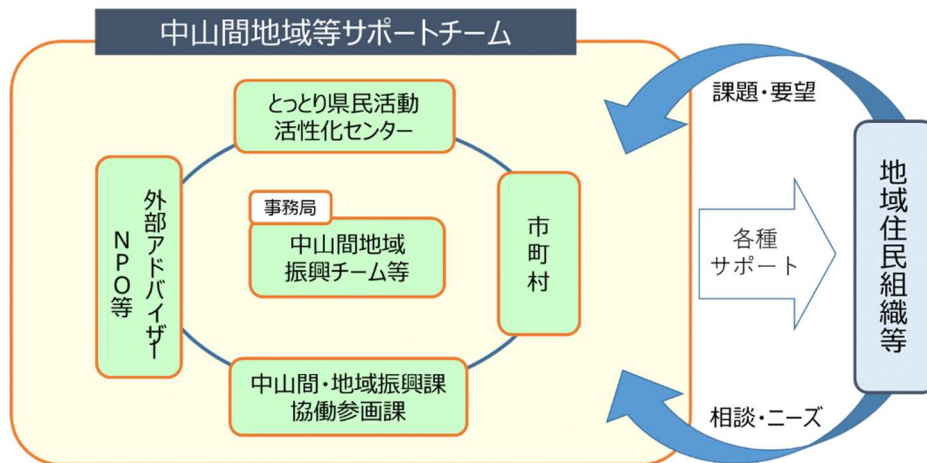 中山間地域等サポートチーム
とっとり県民活動
活性化センター
外部アドバイザー
NPO等
事務局
中山間地域
振興チーム等
市町村
中山間・地域振興課
協働参画課
課題・要望
各種
サポート
相談・ニーズ
地域住民組織等